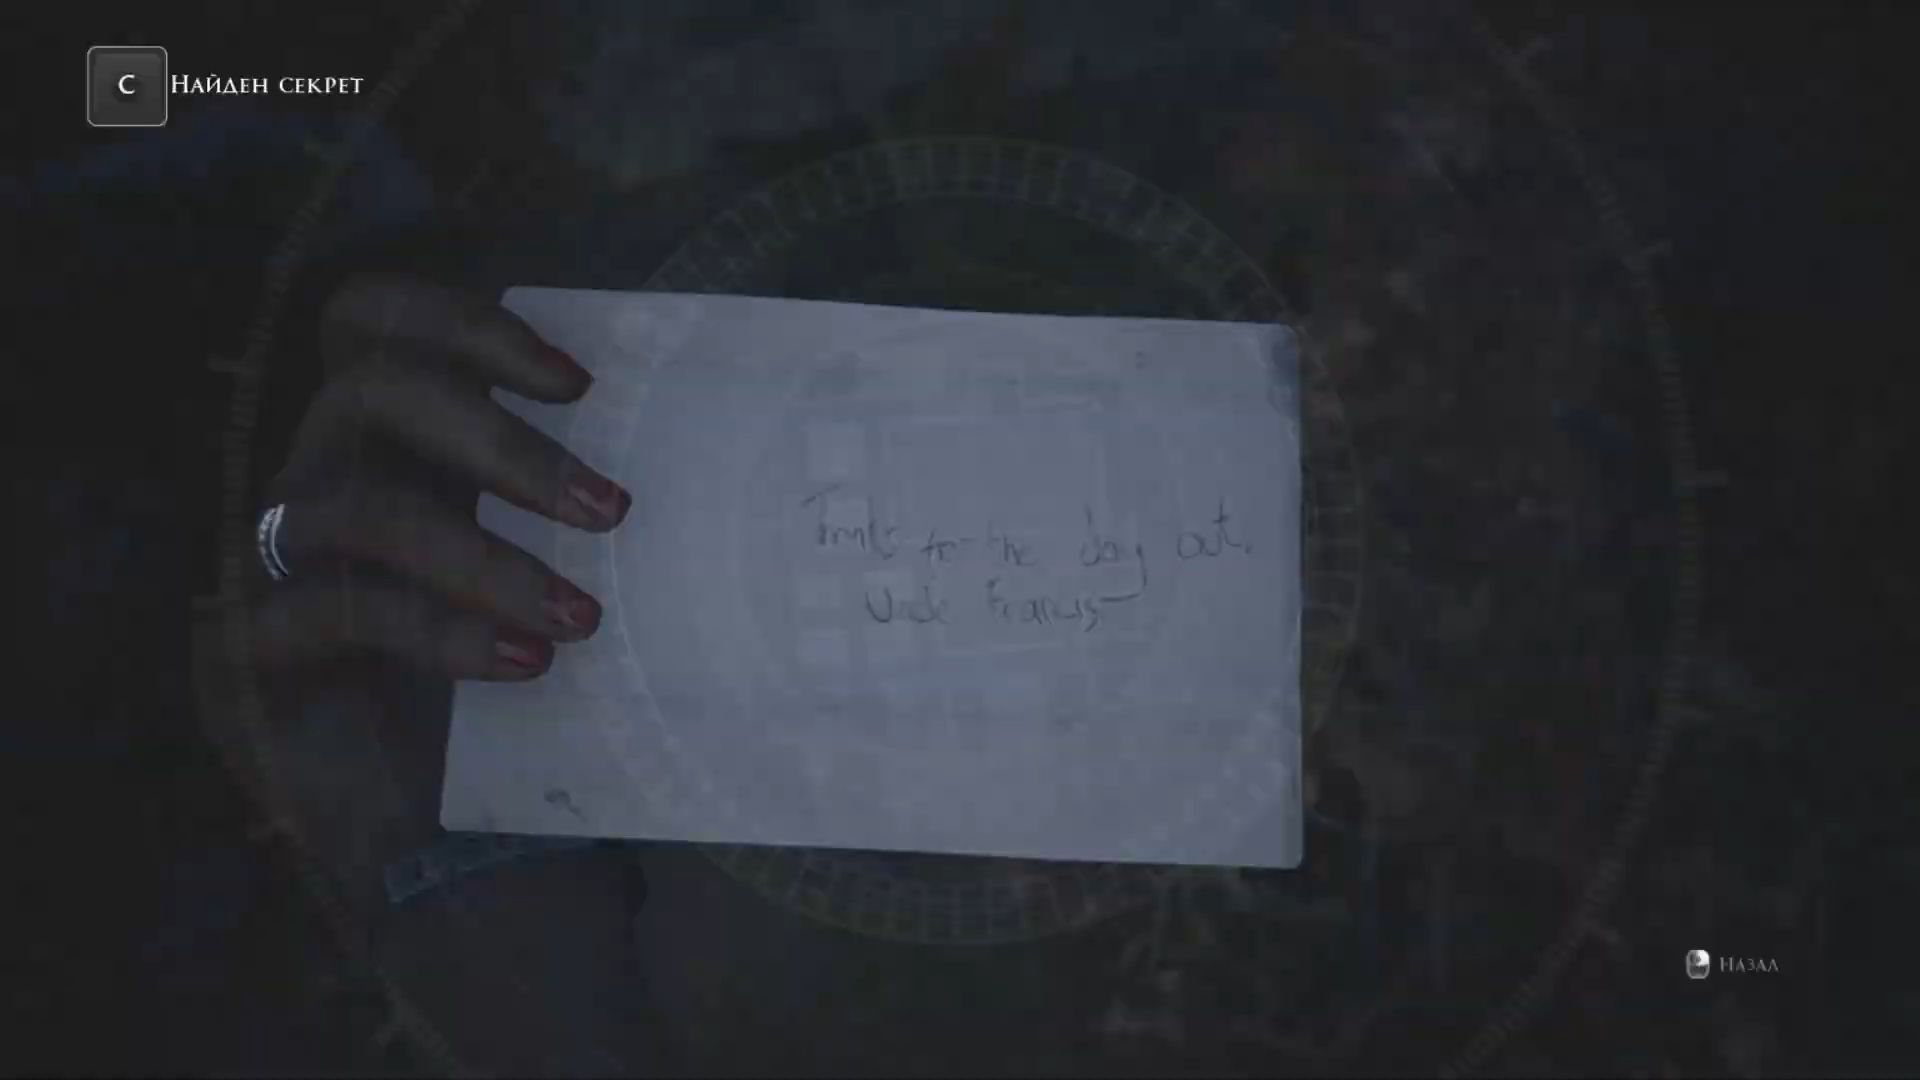 C
Найден секрет
Thanks for the day out,
Uncle Francis
Назад